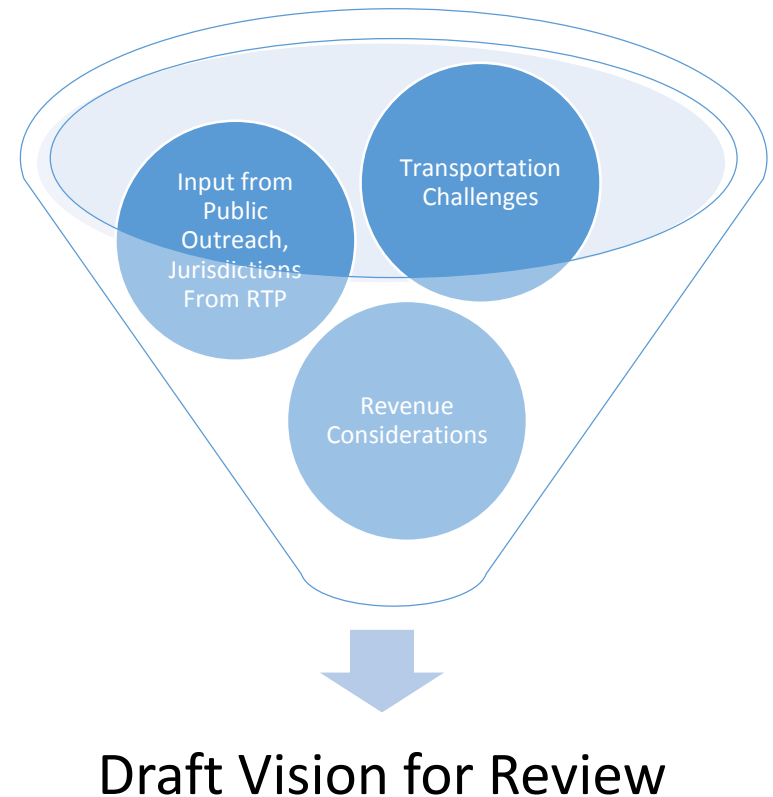 Input from
Public
Outreach,
Jurisdictions
From RTP
Transportation
Challenges
Revenue
Considerations
Draft Vision for Review